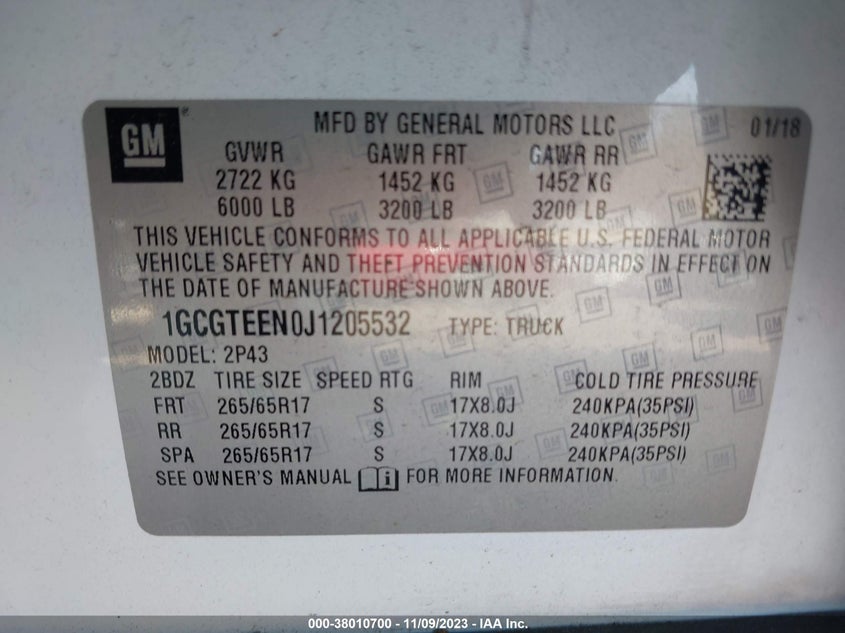 GM ®
MFD BY GENERAL MOTORS LLC 01/18
GVWR GAWR FRT GAWR RR
2722 KG 1452 KG 1452 KG
6000 LB 3200 LB 3200 LB
THIS VEHICLE CONFORMS TO ALL APPLICABLE U.S. FEDERAL MOTOR
VEHICLE SAFETY AND THEFT PREVENTION STANDARDS IN EFFECT ON
THE DATE OF MANUFACTURE SHOWN ABOVE.
1GCGTEEN0J1205532 TYPE: TRUCK
MODEL: 2P43
2BDZ TIRE SIZE SPEED RTG RIM COLD TIRE PRESSURE
FRT 265/65R17 S 17X8.0J 240KPA(35PSI)
RR 265/65R17 S 17X8.0J 240KPA(35PSI)
SPA 265/65R17 S 17X8.0J 240KPA(35PSI)
SEE OWNER'S MANUAL i FOR MORE INFORMATION.
000-38010700 - 11/09/2023 - IAA Inc.